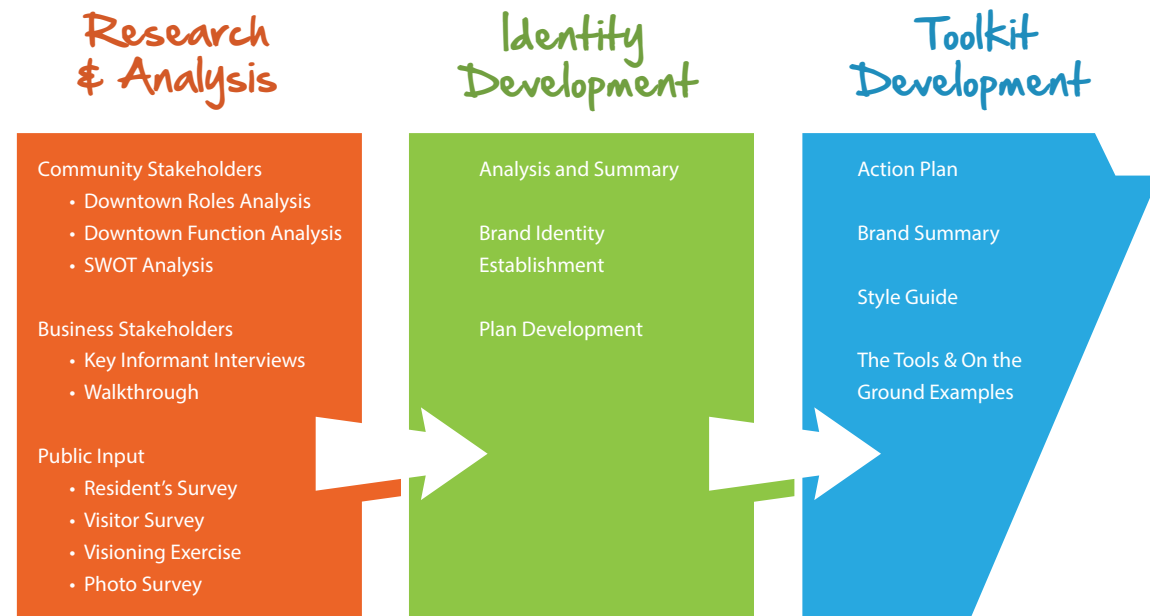 Research
& Analysis
Community Stakeholders
• Downtown Roles Analysis
• Downtown Function Analysis
• SWOT Analysis
Business Stakeholders
• Key Informant Interviews
• Walkthrough
Public Input
• Resident’s Survey
• Visitor Survey
• Visioning Exercise
• Photo Survey
Identity
Development
Analysis and Summary
Brand Identity
Establishment
Plan Development
Toolkit
Development
Action Plan
Brand Summary
Style Guide
The Tools & On the
Ground Examples